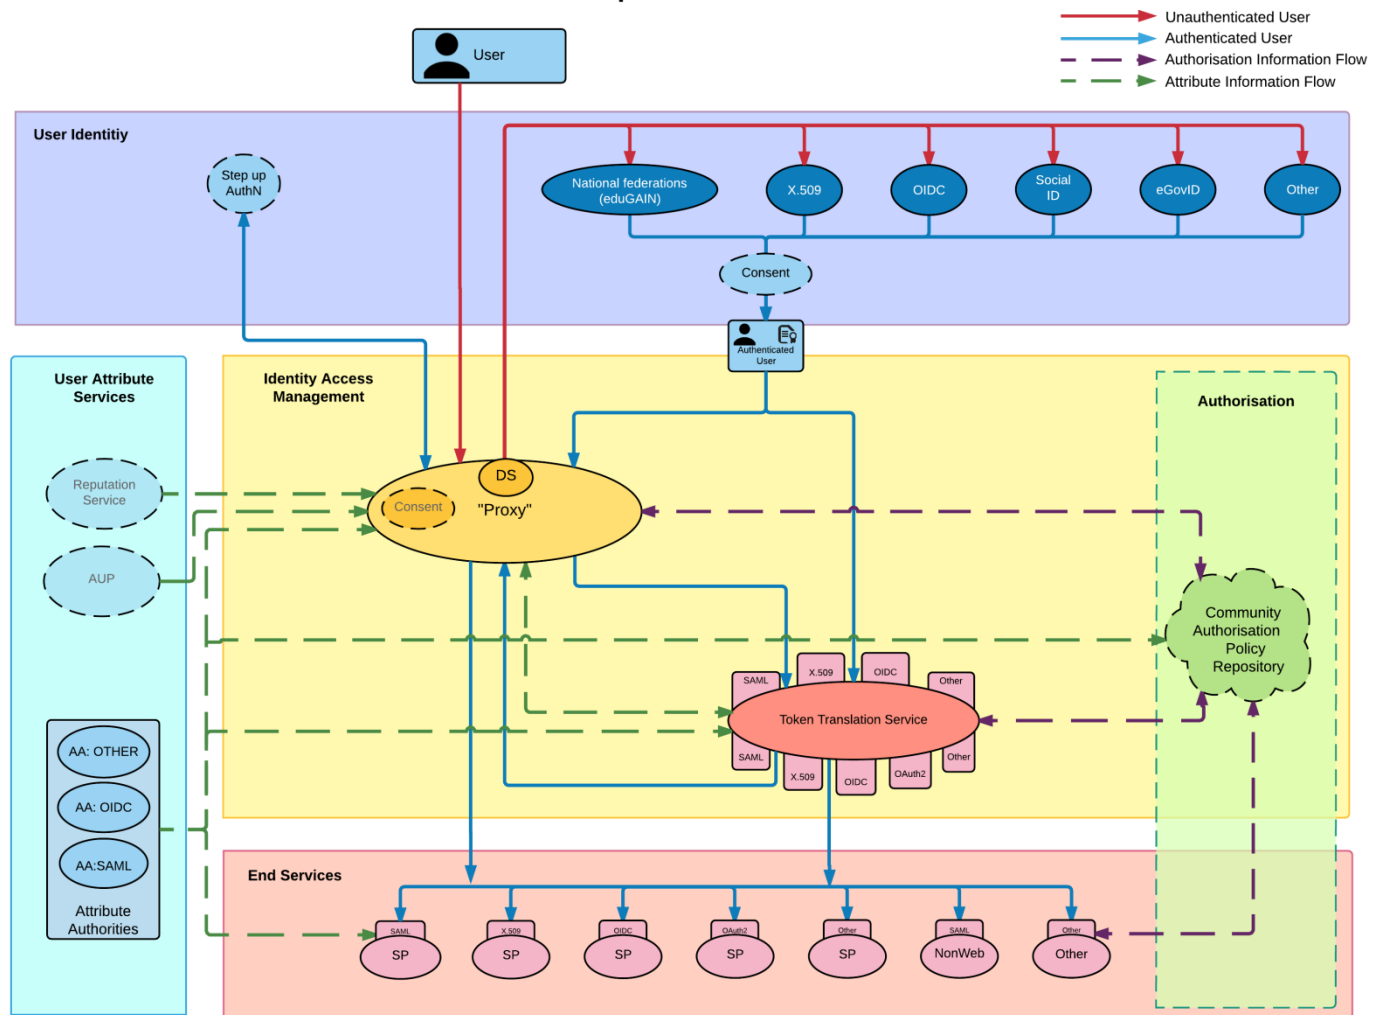 Unauthenticated User
Authenticated User
Authorisation Information Flow
Attribute Information Flow
User
User Identitiy
Step up
AuthN
National federations
(eduGAIN)
X.509
OIDC
Social
ID
eGovID
Other
Consent
Authenticated
User
User Attribute
Services
Identity Access
Management
Authorisation
Reputation
Service
AUP
DS
Consent
"Proxy"
Community
Authorisation
Policy
Repository
SAML
X.509
OIDC
Other
Token Translation Service
SAML
X.509
OIDC
OAuth2
Other
AA: OTHER
AA: OIDC
AA:SAML
Attribute
Authorities
End Services
SAML
X.509
OIDC
OAuth2
Other
SAML
Other
SP
SP
SP
SP
SP
NonWeb
Other